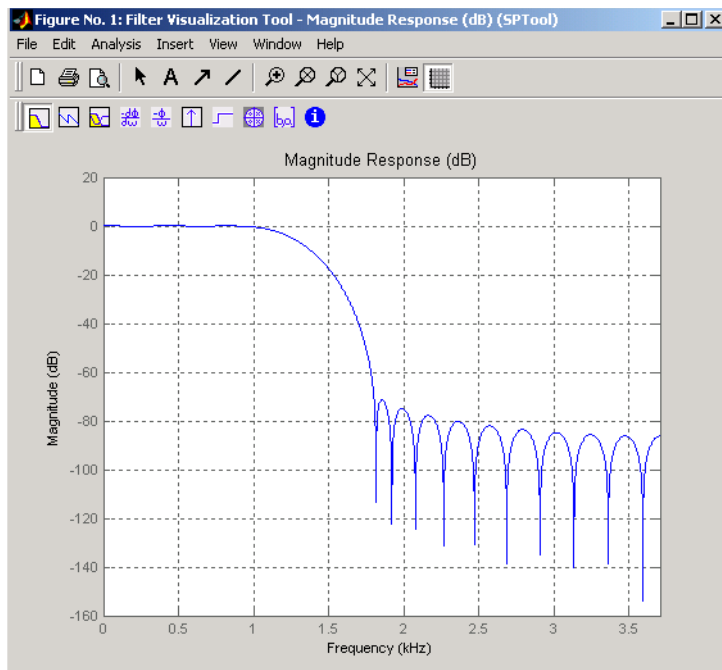 Figure No. 1: Filter Visualization Tool - Magnitude Response (dB) (SPTool)
File Edit Analysis Insert View Window Help
A
Magnitude Response (dB)
20
0
-20
-40
-60
-80
-100
-120
-140
-160
Magnitude (dB)
0 0.5 1 1.5 2 2.5 3 3.5
Frequency (kHz)